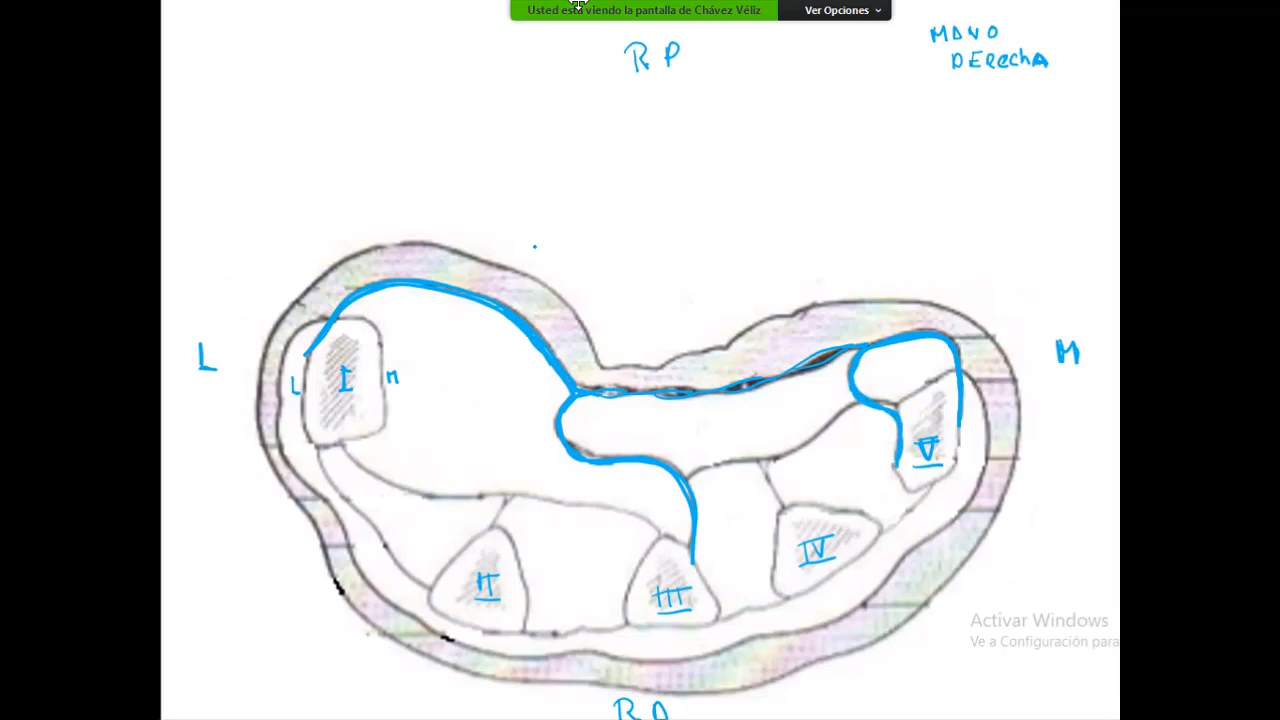 Usted está viendo la pantalla de Chávez Véliz
Ver Opciones
R P
MANO
DERechA
L
M
L
I
M
V
IV
II
III
Activar Windows
Ve a Configuración para
R D